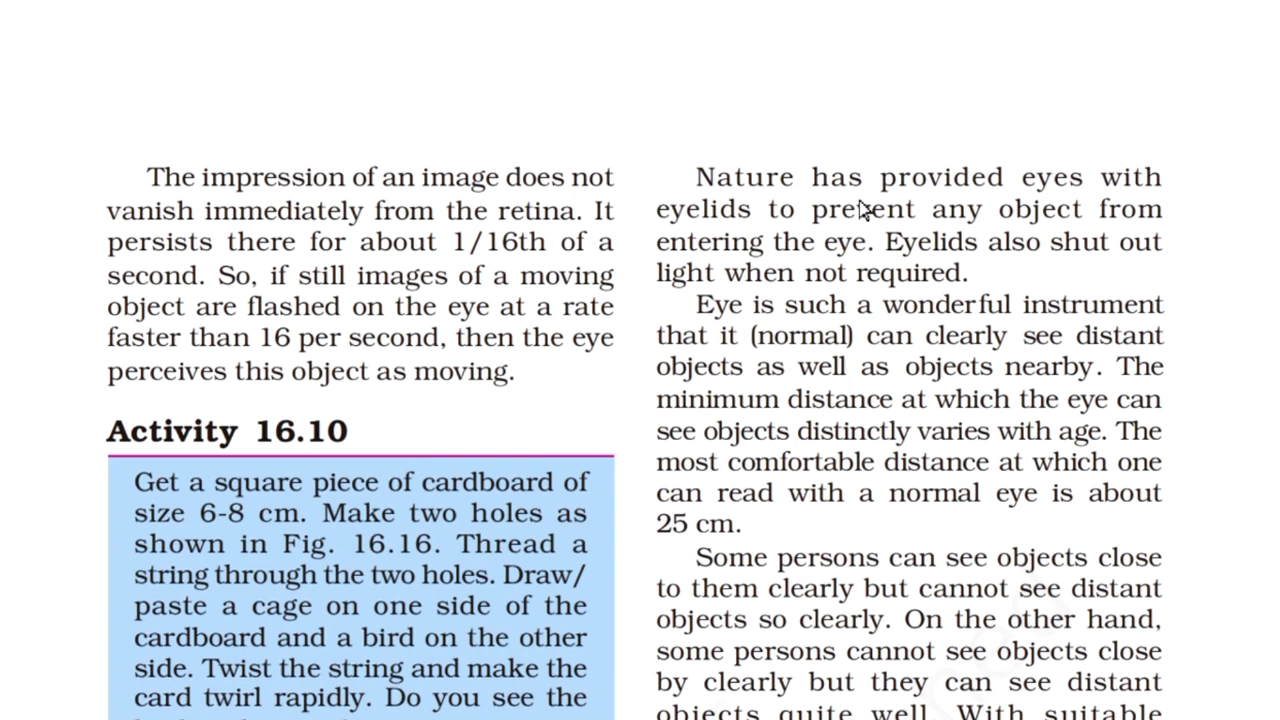 The impression of an image does not
vanish immediately from the retina. It
persists there for about 1/16th of a
second. So, if still images of a moving
object are flashed on the eye at a rate
faster than 16 per second, then the eye
perceives this object as moving.
Activity 16.10
Get a square piece of cardboard of
size 6-8 cm. Make two holes as
shown in Fig. 16.16. Thread a
string through the two holes. Draw/
paste a cage on one side of the
cardboard and a bird on the other
side. Twist the string and make the
card twirl rapidly. Do you see the
Nature has provided eyes with
eyelids to prevent any object from
entering the eye. Eyelids also shut out
light when not required.
Eye is such a wonderful instrument
that it (normal) can clearly see distant
objects as well as objects nearby. The
minimum distance at which the eye can
see objects distinctly varies with age. The
most comfortable distance at which one
can read with a normal eye is about
25 cm.
Some persons can see objects close
to them clearly but cannot see distant
objects so clearly. On the other hand,
some persons cannot see objects close
by clearly but they can see distant
objects quite well. With suitable